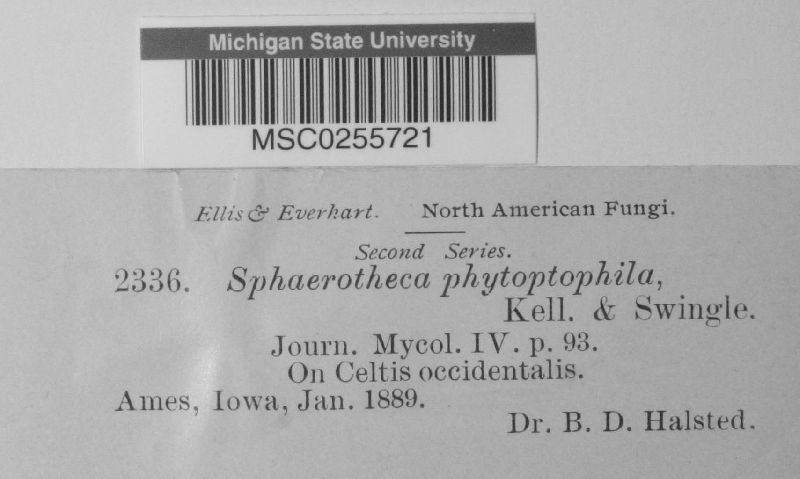 Michigan State University
MSC0255721
Ellis & Everhart. North American Fungi.
Second Series.
2336. Sphaerotheca phytoptophila,
Kell. & Swingle.
Journ. Mycol. IV. p. 93.
On Celtis occidentalis.
Ames, Iowa, Jan. 1889.
Dr. B. D. Halsted.